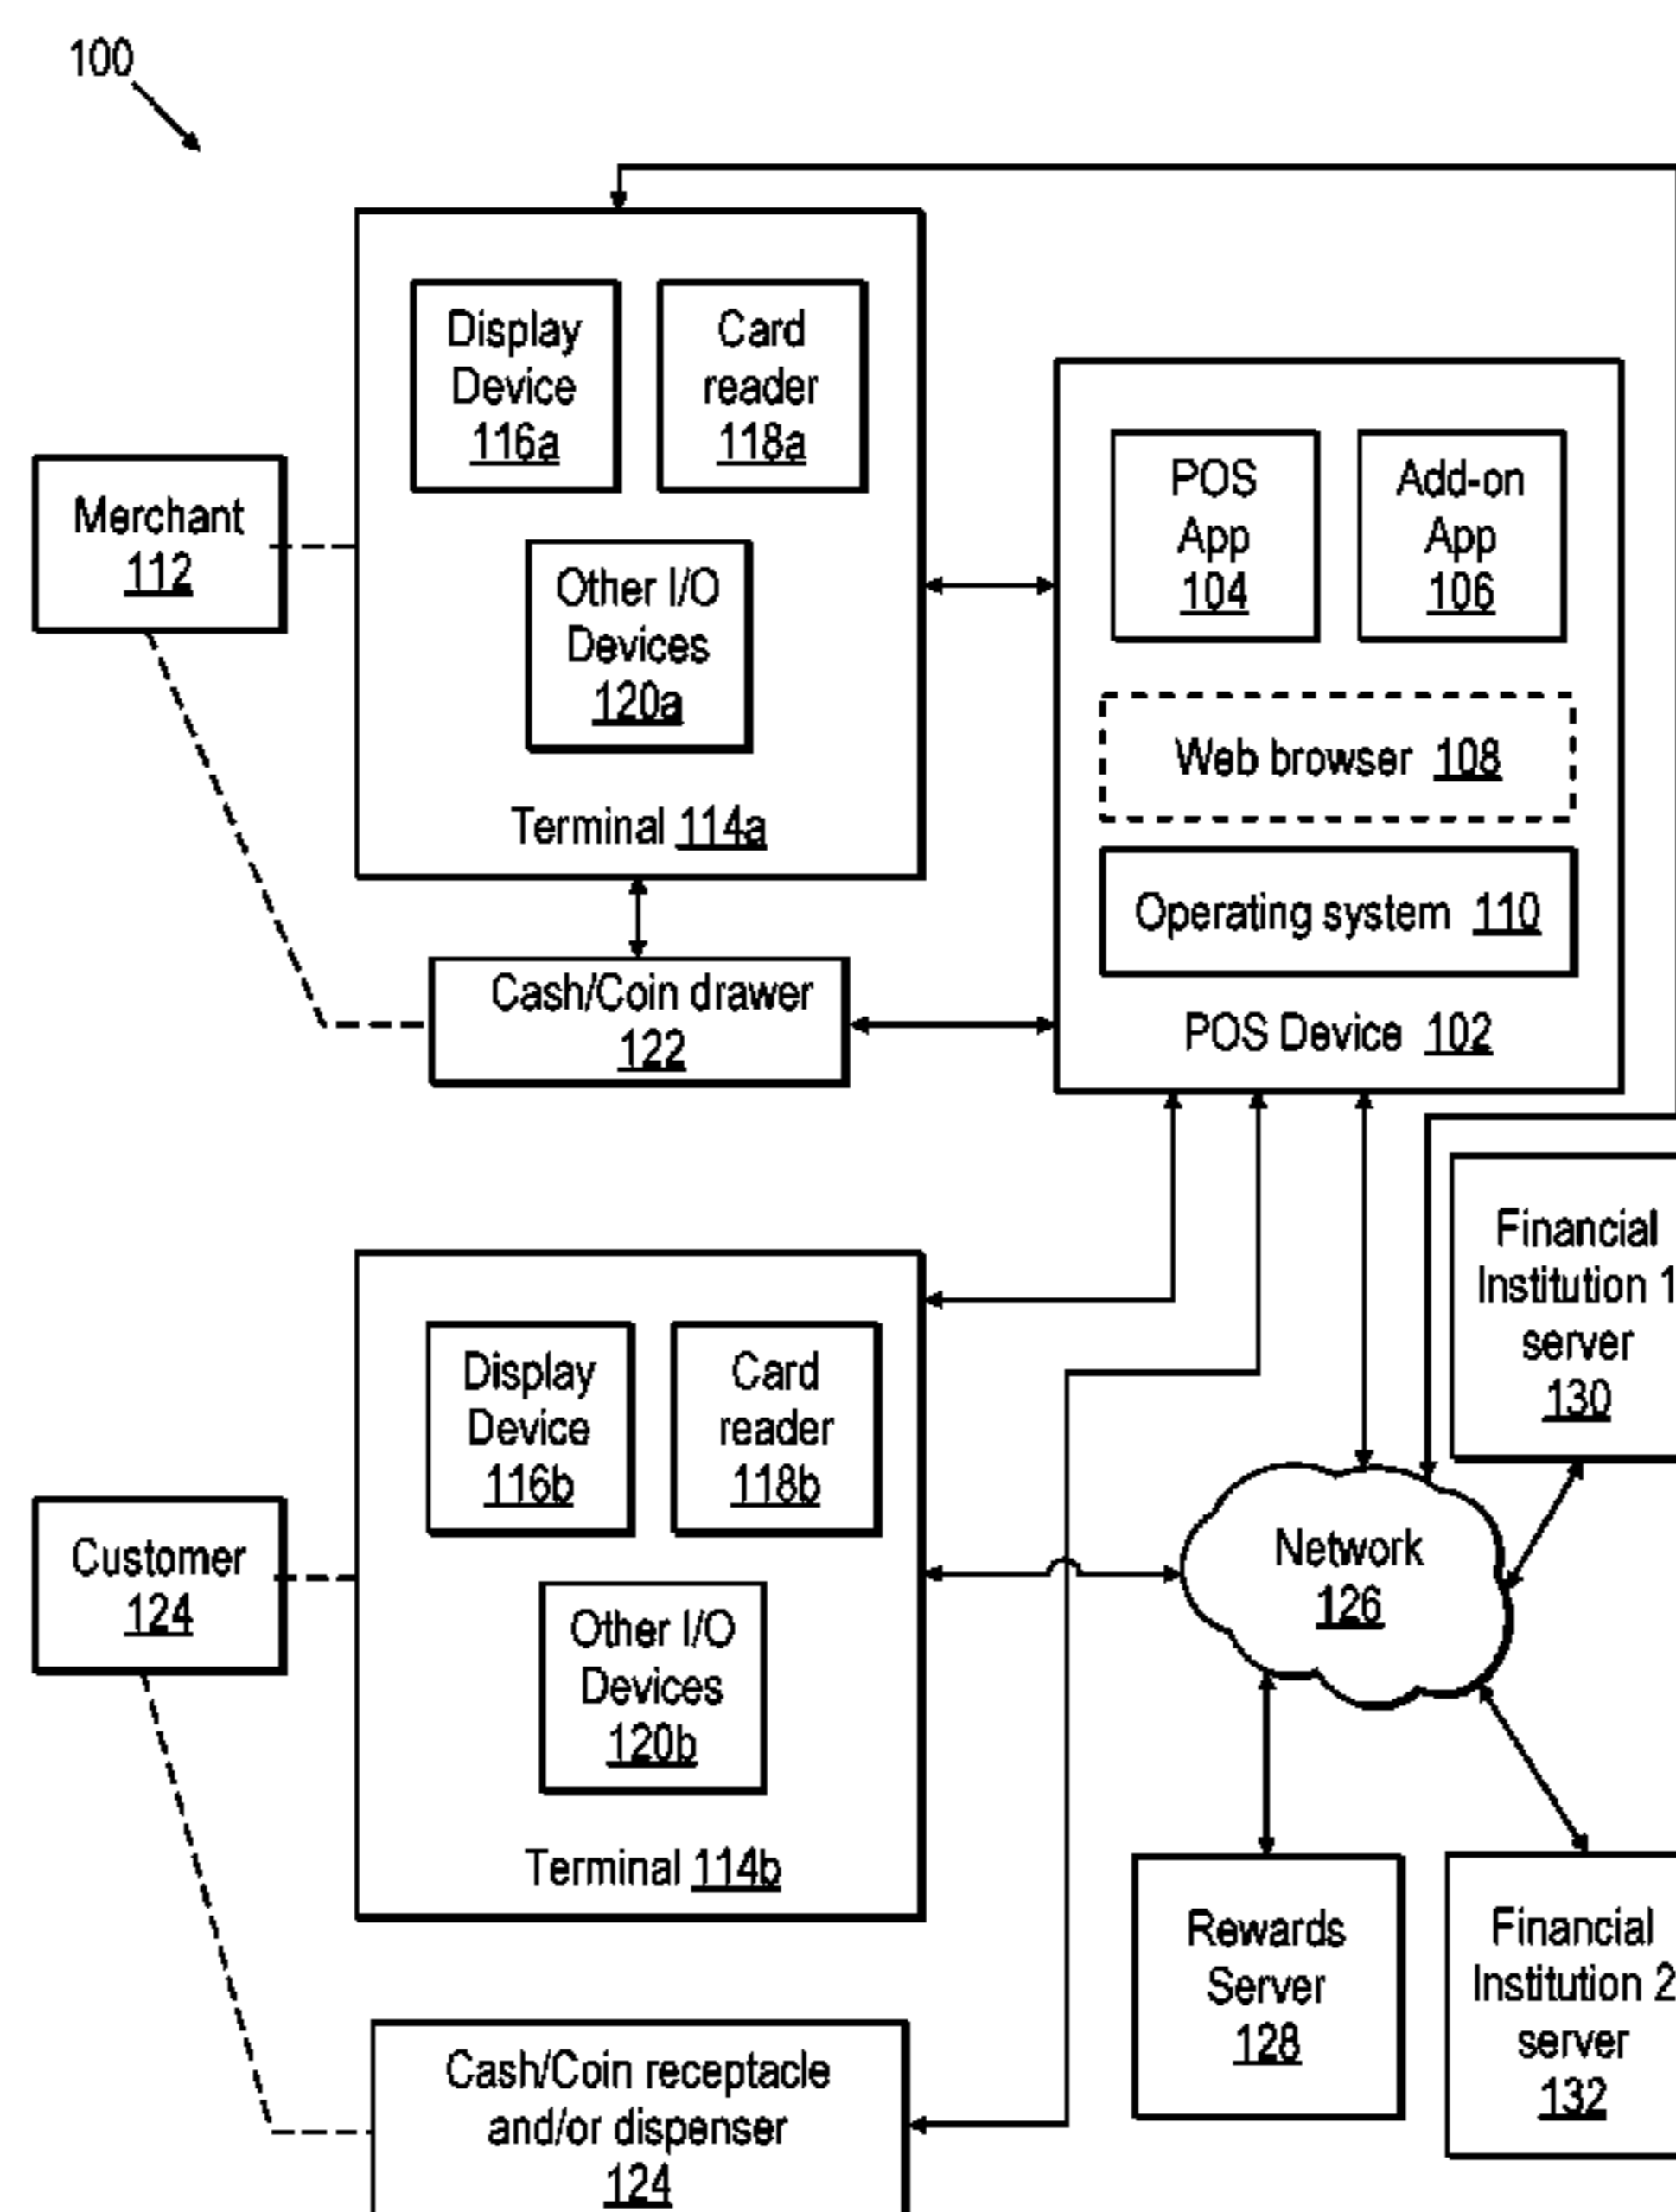 100
Display
Device
116a
Card
reader
118a
Merchant
112
Other I/O
Devices
120a
Terminal 114a
POS
App
104
Add-on
App
106
Web browser 108
Operating system 110
POS Device 102
Cash/Coin drawer
122
Financial
Institution 1
server
130
Display
Device
116b
Card
reader
118b
Customer
124
Other I/O
Devices
120b
Terminal 114b
Network
126
Rewards
Server
128
Financial
Institution 2
server
132
Cash/Coin receptacle
and/or dispenser
124